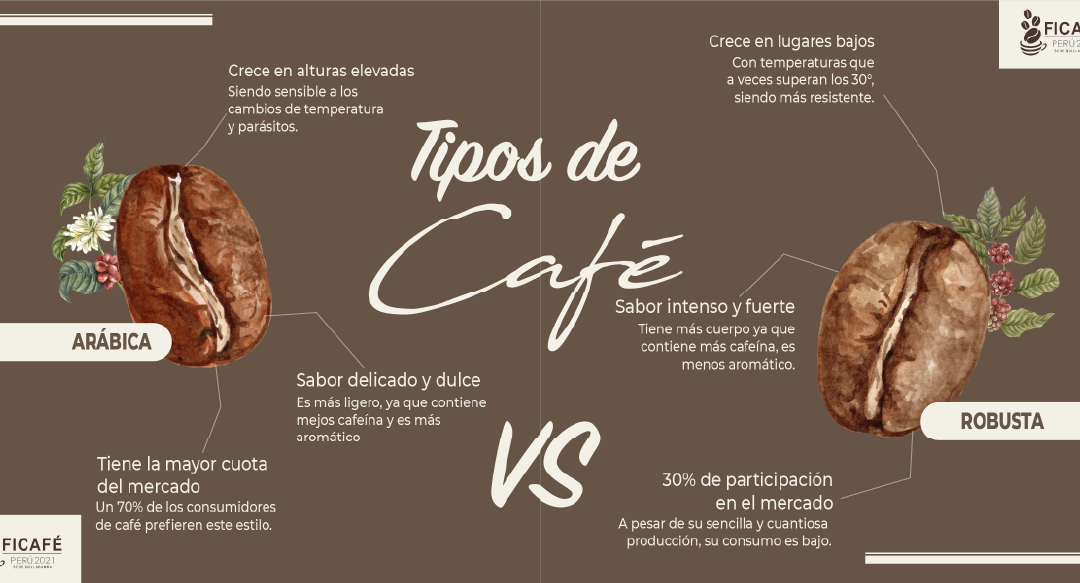 Tipos de
Café
VS
Crece en alturas elevadas
Siendo sensible a los
cambios de temperatura
y parásitos.
ARÁBICA
Sabor delicado y dulce
Es más ligero, ya que contiene
mejos cafeína y es más
aromático
Tiene la mayor cuota
del mercado
Un 70% de los consumidores
de café prefieren este estilo.
FICAFÉ
PERÚ 2021
Crece en lugares bajos
Con temperaturas que
a veces superan los 30°,
siendo más resistente.
Sabor intenso y fuerte
Tiene más cuerpo ya que
contiene más cafeína, es
menos aromático.
ROBUSTA
30% de participación
en el mercado
A pesar de su sencilla y cuantiosa
producción, su consumo es bajo.
FICA
PERÚ 2